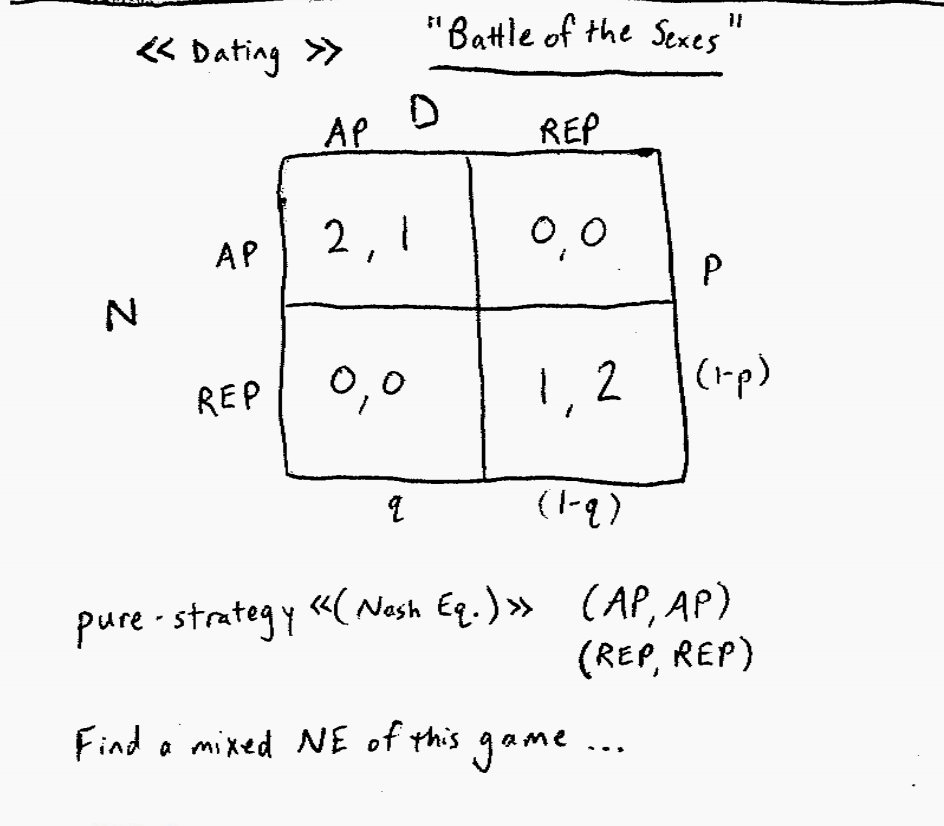 << Dating >> "Battle of the Sexes"
D
AP REP
AP 2, 1 0,0 P
N
REP 0,0 1, 2 (1-p)
q (1-q)
pure-strategy <<(Nash Eq.)>> (AP, AP)
(REP, REP)
Find a mixed NE of this game ...